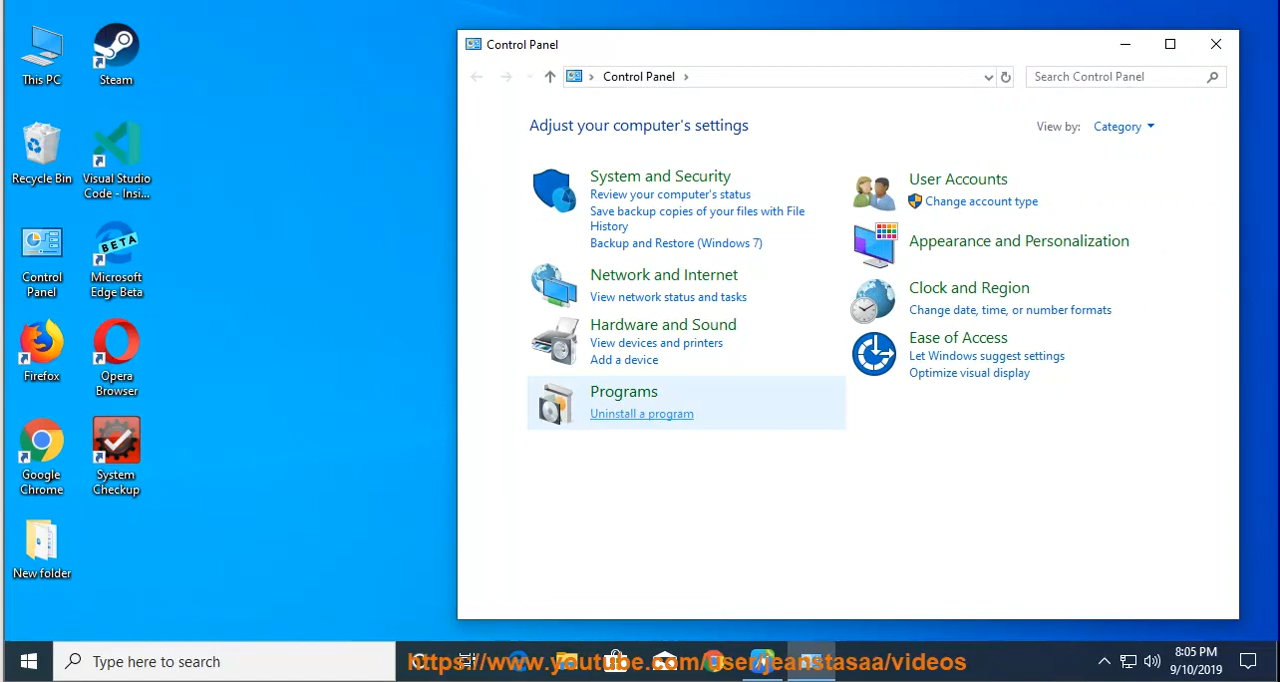 This PC
Steam
Recycle Bin
Visual Studio
Code - Insi...
Control
Panel
BETA
Microsoft
Edge Beta
Firefox
Opera
Browser
Google
Chrome
System
Checkup
New folder
Control Panel
Control Panel
Search Control Panel
Adjust your computer's settings
View by: Category
System and Security
Review your computer's status
Save backup copies of your files with File
History
Backup and Restore (Windows 7)
Network and Internet
View network status and tasks
Hardware and Sound
View devices and printers
Add a device
Programs
Uninstall a program
User Accounts
Change account type
Appearance and Personalization
Clock and Region
Change date, time, or number formats
Ease of Access
Let Windows suggest settings
Optimize visual display
Type here to search
https://www.youtube.com/user/jeanstasaa/videos
8:05 PM
9/10/2019